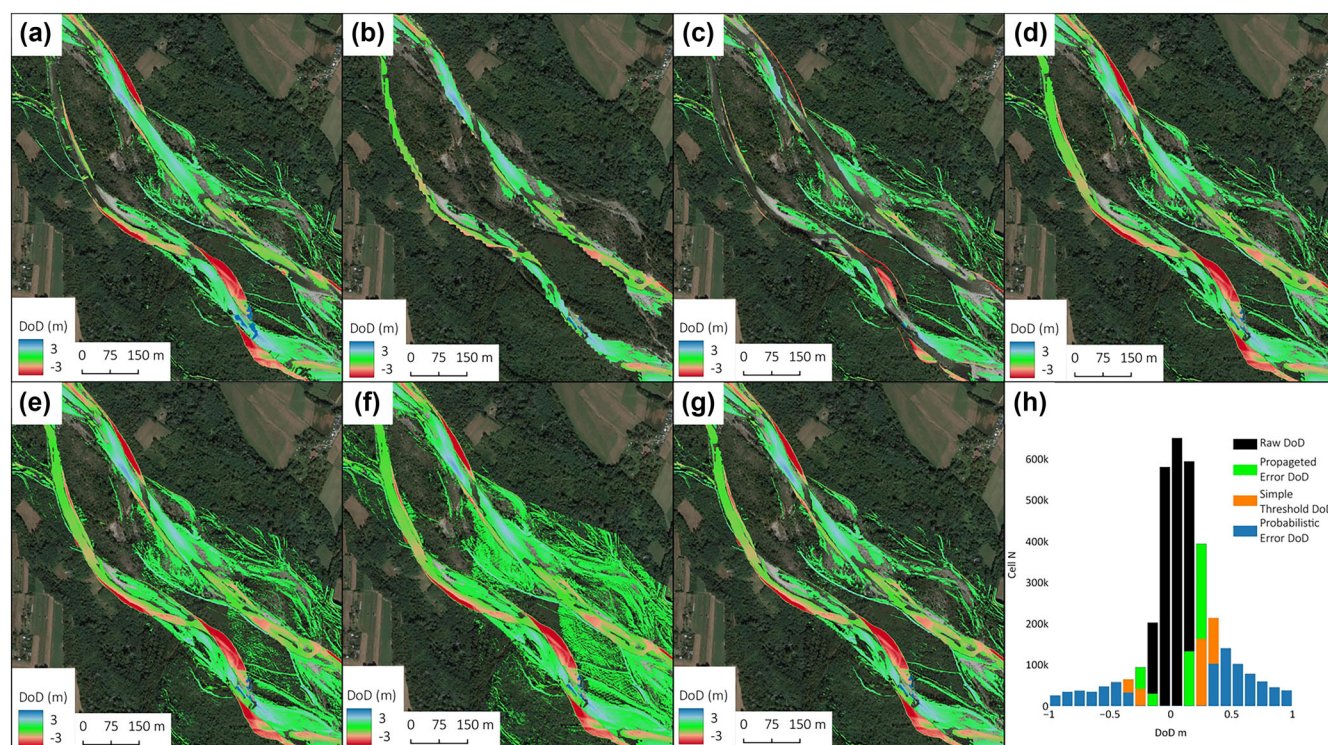 (a)
(b)
(c)
(d)
DoD (m)
3
-3
0 75 150 m
DoD (m)
3
-3
0 75 150 m
DoD (m)
3
-3
0 75 150 m
DoD (m)
3
-3
0 75 150 m
(e)
(f)
(g)
(h)
DoD (m)
3
-3
0 75 150 m
DoD (m)
3
-3
0 75 150 m
DoD (m)
3
-3
0 75 150 m
Raw DoD
Propageted
Error DoD
Simple
Threshold DoD
Probabilistic
Error DoD
Cell N
600k
500k
400k
300k
200k
100k
0
−1
−0.5
0
0.5
1
DoD m